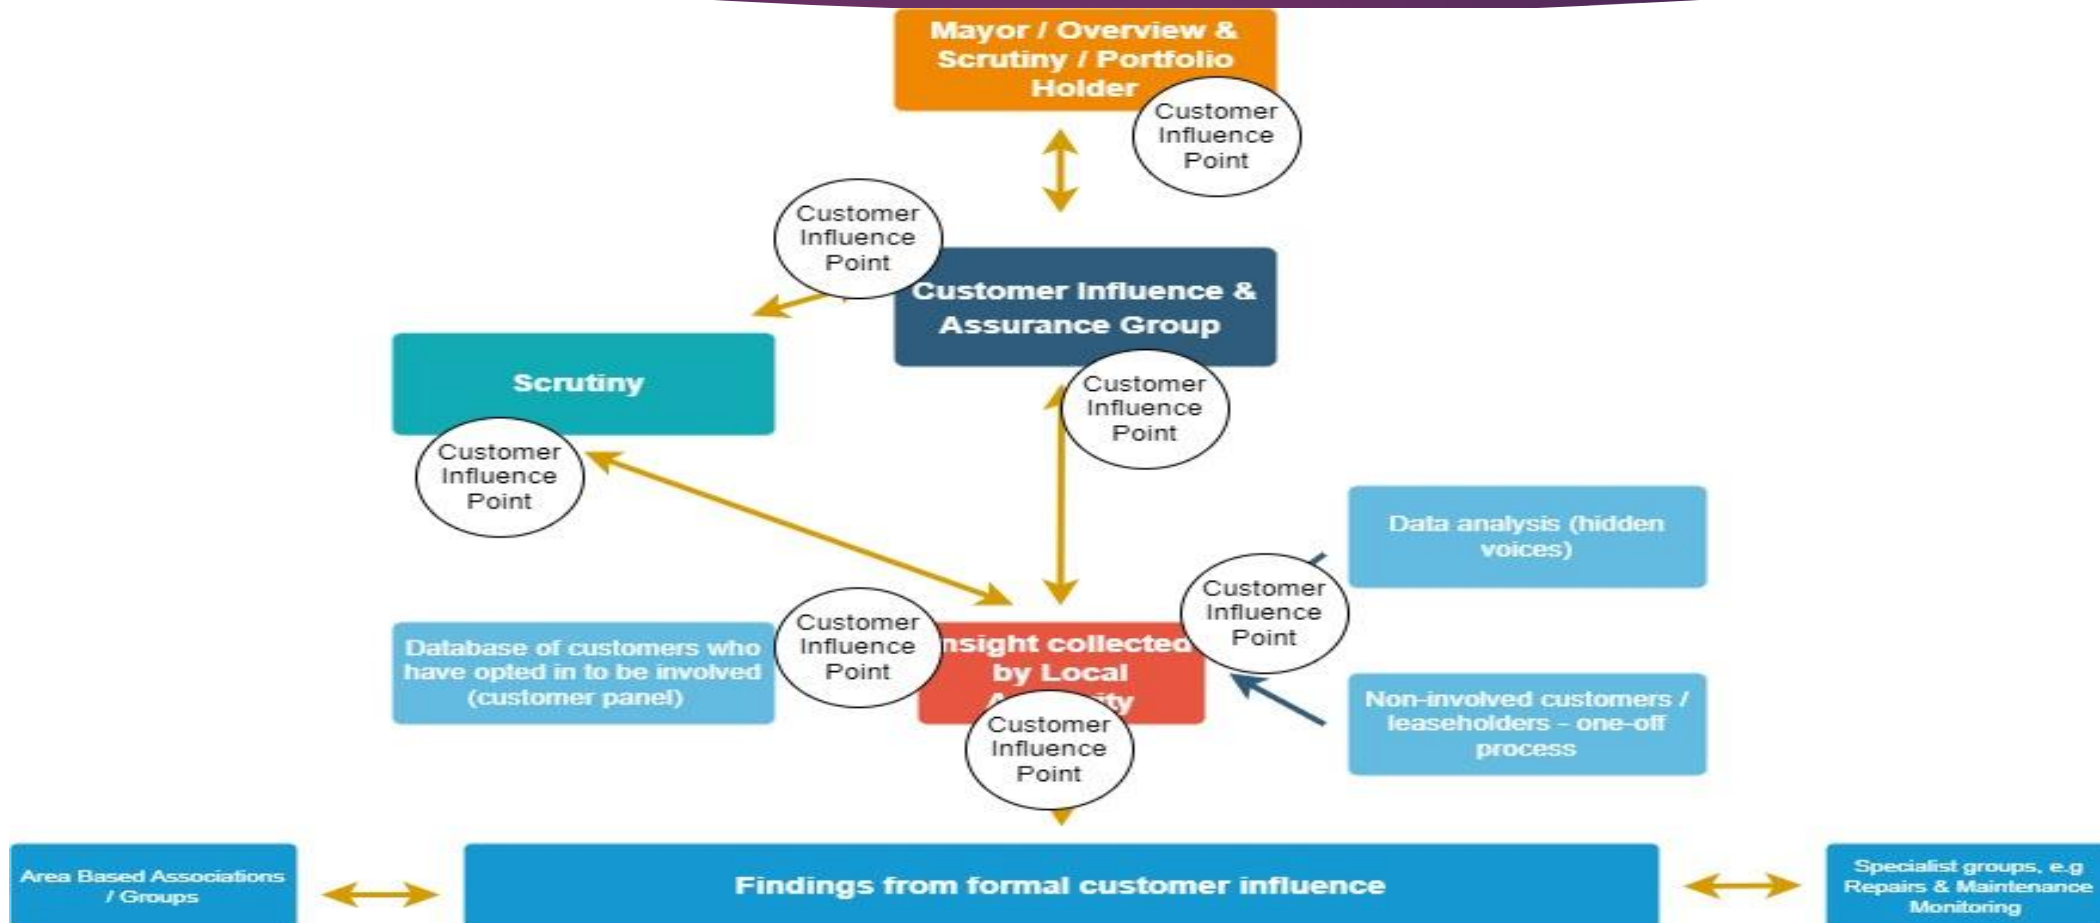 Mayor / Overview &
Scrutiny / Portfolio
Holder
Customer
Influence
Point
Customer
Influence
Point
Customer Influence &
Assurance Group
Scrutiny
Customer
Influence
Point
Customer
Influence
Point
Data analysis (hidden
voices)
Customer
Influence
Point
Database of customers who
have opted in to be involved
(customer panel)
Customer
Influence
Point
nsight collected
by Local
Customer
Influence
Point
Non-involved customers /
leaseholders - one-off
process
Area Based Associations
/ Groups
Findings from formal customer influence
Specialist groups, e.g
Repairs & Maintenance
Monitoring